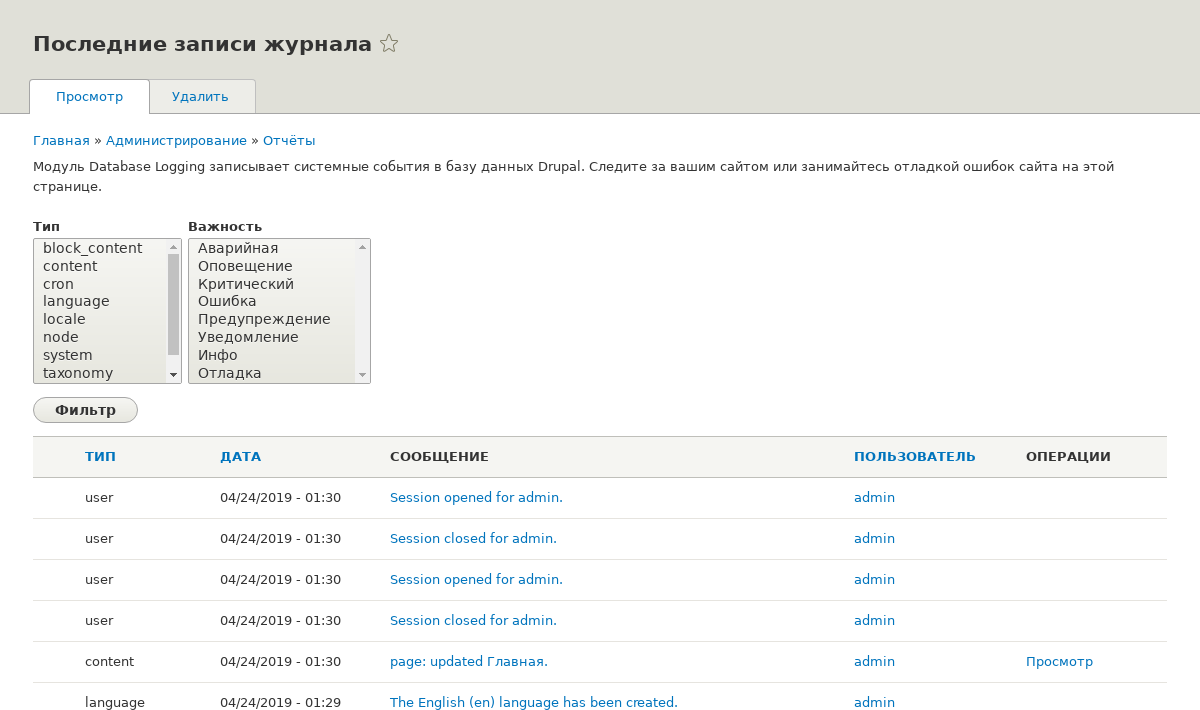 Последние записи журнала
Просмотр Удалить
Главная » Администрирование » Отчёты
Модуль Database Logging записывает системные события в базу данных Drupal. Следите за вашим сайтом или занимайтесь отладкой ошибок сайта на этой
странице.
Тип Важность
block_content Аварийная
content Оповещение
cron Критический
language Ошибка
locale Предупреждение
node Уведомление
system Инфо
taxonomy Отладка
Фильтр
ТИП ДАТА СООБЩЕНИЕ ПОЛЬЗОВАТЕЛЬ ОПЕРАЦИИ
user 04/24/2019 - 01:30 Session opened for admin. admin
user 04/24/2019 - 01:30 Session closed for admin. admin
user 04/24/2019 - 01:30 Session opened for admin. admin
user 04/24/2019 - 01:30 Session closed for admin. admin
content 04/24/2019 - 01:30 page: updated Главная. admin Просмотр
language 04/24/2019 - 01:29 The English (en) language has been created. admin